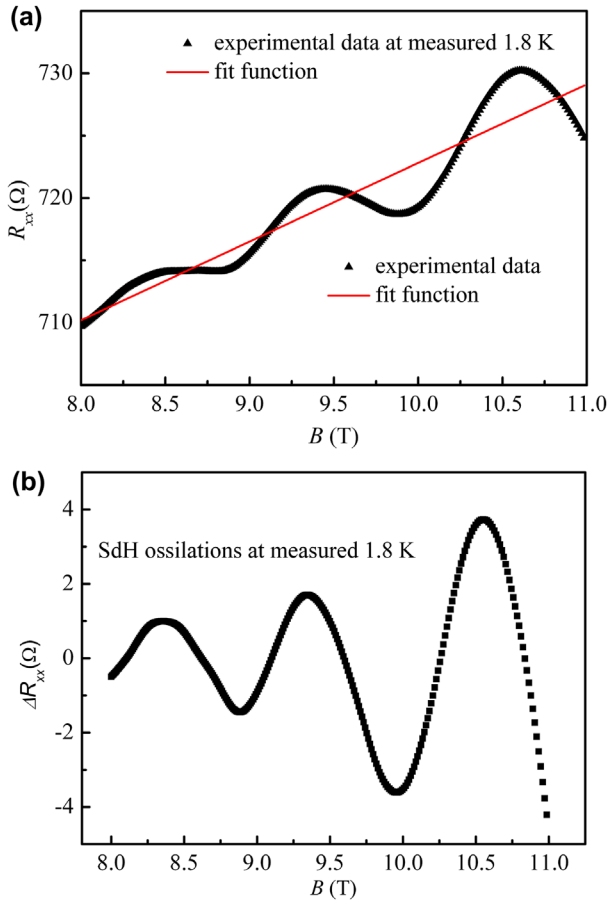 (a)
▲ experimental data at measured 1.8 K
— fit function
730
720
710
R_xx(Ω)
▲ experimental data
— fit function
8.0 8.5 9.0 9.5 10.0 10.5 11.0
B (T)
(b)
4
SdH ossilations at measured 1.8 K
2
0
-2
-4
ΔR_xx(Ω)
8.0 8.5 9.0 9.5 10.0 10.5 11.0
B (T)